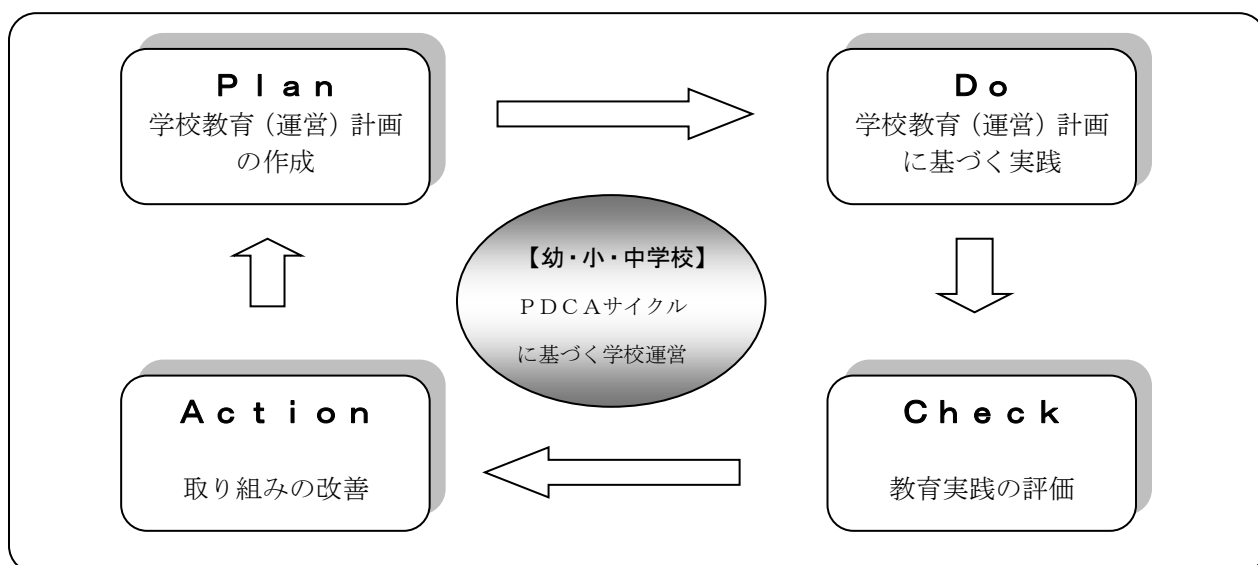 Ｐｌａｎ
学校教育（運営）計画
の作成
Ｄｏ
学校教育（運営）計画
に基づく実践
【幼・小・中学校】
ＰＤＣＡサイクル
に基づく学校運営
Ａｃｔｉｏｎ
取り組みの改善
Ｃｈｅｃｋ
教育実践の評価